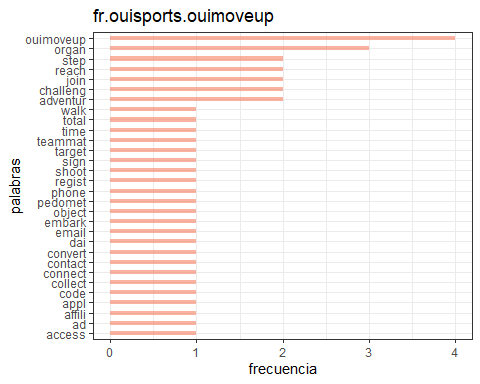 fr.ouisports.ouimoveup
ouimoveup
organ
step
reach
join
challeng
adventur
walk
total
time
teammat
target
sign
shoot
regist
phone
pedomet
object
embark
email
dai
convert
contact
connect
collect
code
appl
affili
ad
access
palabras
0 1 2 3 4
frecuencia